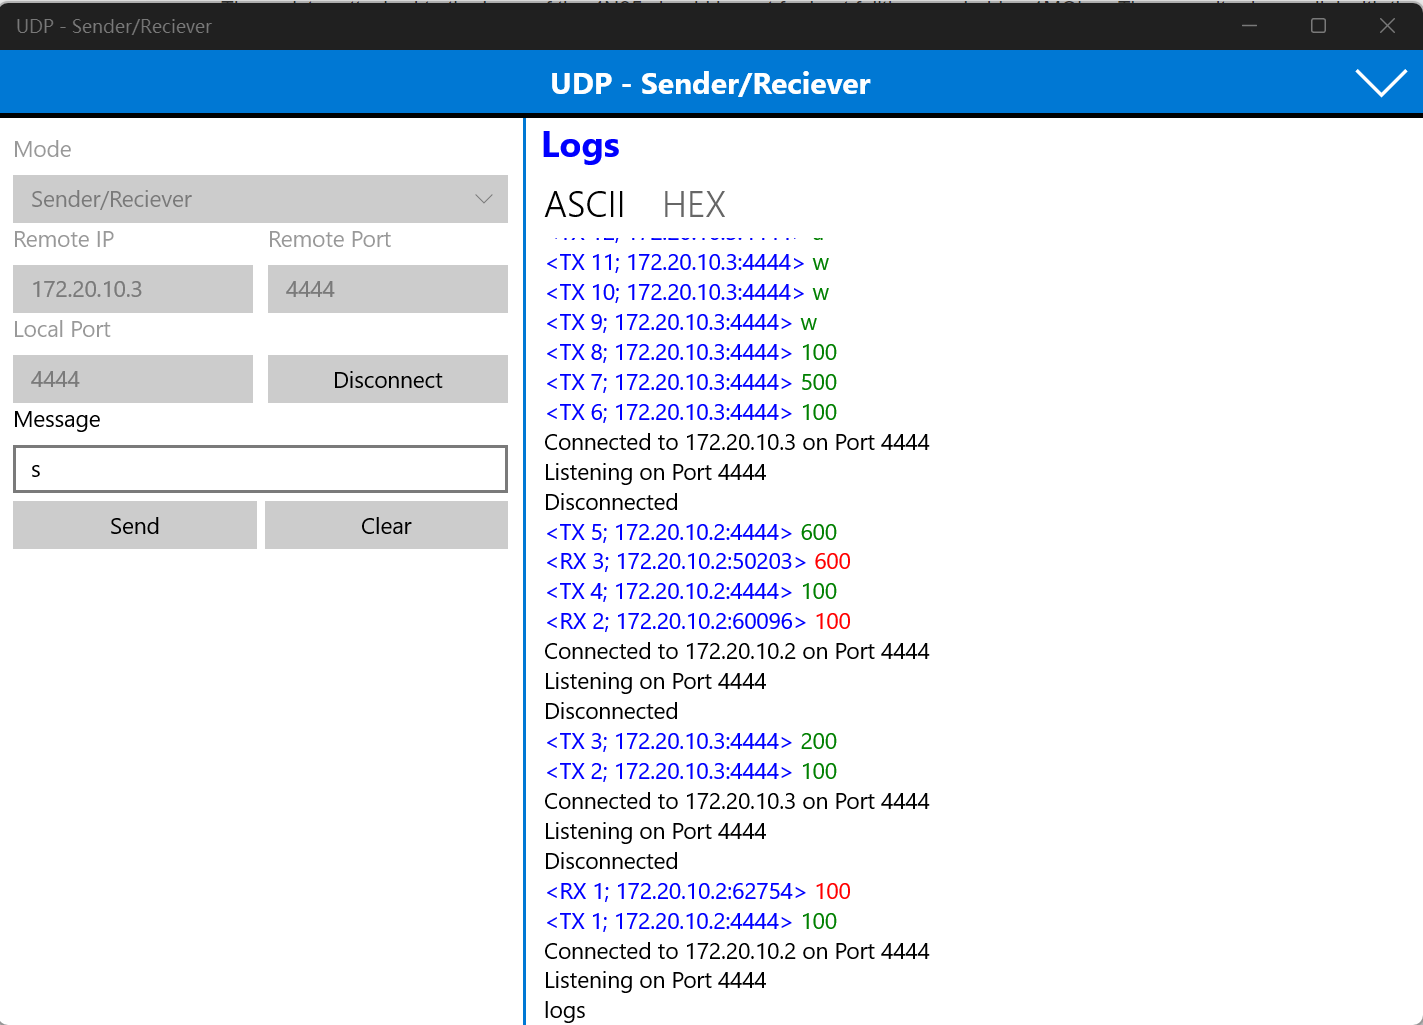 UDP - Sender/Reciever
UDP - Sender/Reciever
Mode
Sender/Reciever
Remote IP
Remote Port
172.20.10.3
4444
Local Port
4444
Disconnect
Message
s
Send
Clear
Logs
ASCII
HEX
<TX 11; 172.20.10.3:4444> w
<TX 10; 172.20.10.3:4444> w
<TX 9; 172.20.10.3:4444> w
<TX 8; 172.20.10.3:4444> 100
<TX 7; 172.20.10.3:4444> 500
<TX 6; 172.20.10.3:4444> 100
Connected to 172.20.10.3 on Port 4444
Listening on Port 4444
Disconnected
<TX 5; 172.20.10.2:4444> 600
<RX 3; 172.20.10.2:50203> 600
<TX 4; 172.20.10.2:4444> 100
<RX 2; 172.20.10.2:60096> 100
Connected to 172.20.10.2 on Port 4444
Listening on Port 4444
Disconnected
<TX 3; 172.20.10.3:4444> 200
<TX 2; 172.20.10.3:4444> 100
Connected to 172.20.10.3 on Port 4444
Listening on Port 4444
Disconnected
<RX 1; 172.20.10.2:62754> 100
<TX 1; 172.20.10.2:4444> 100
Connected to 172.20.10.2 on Port 4444
Listening on Port 4444
logs